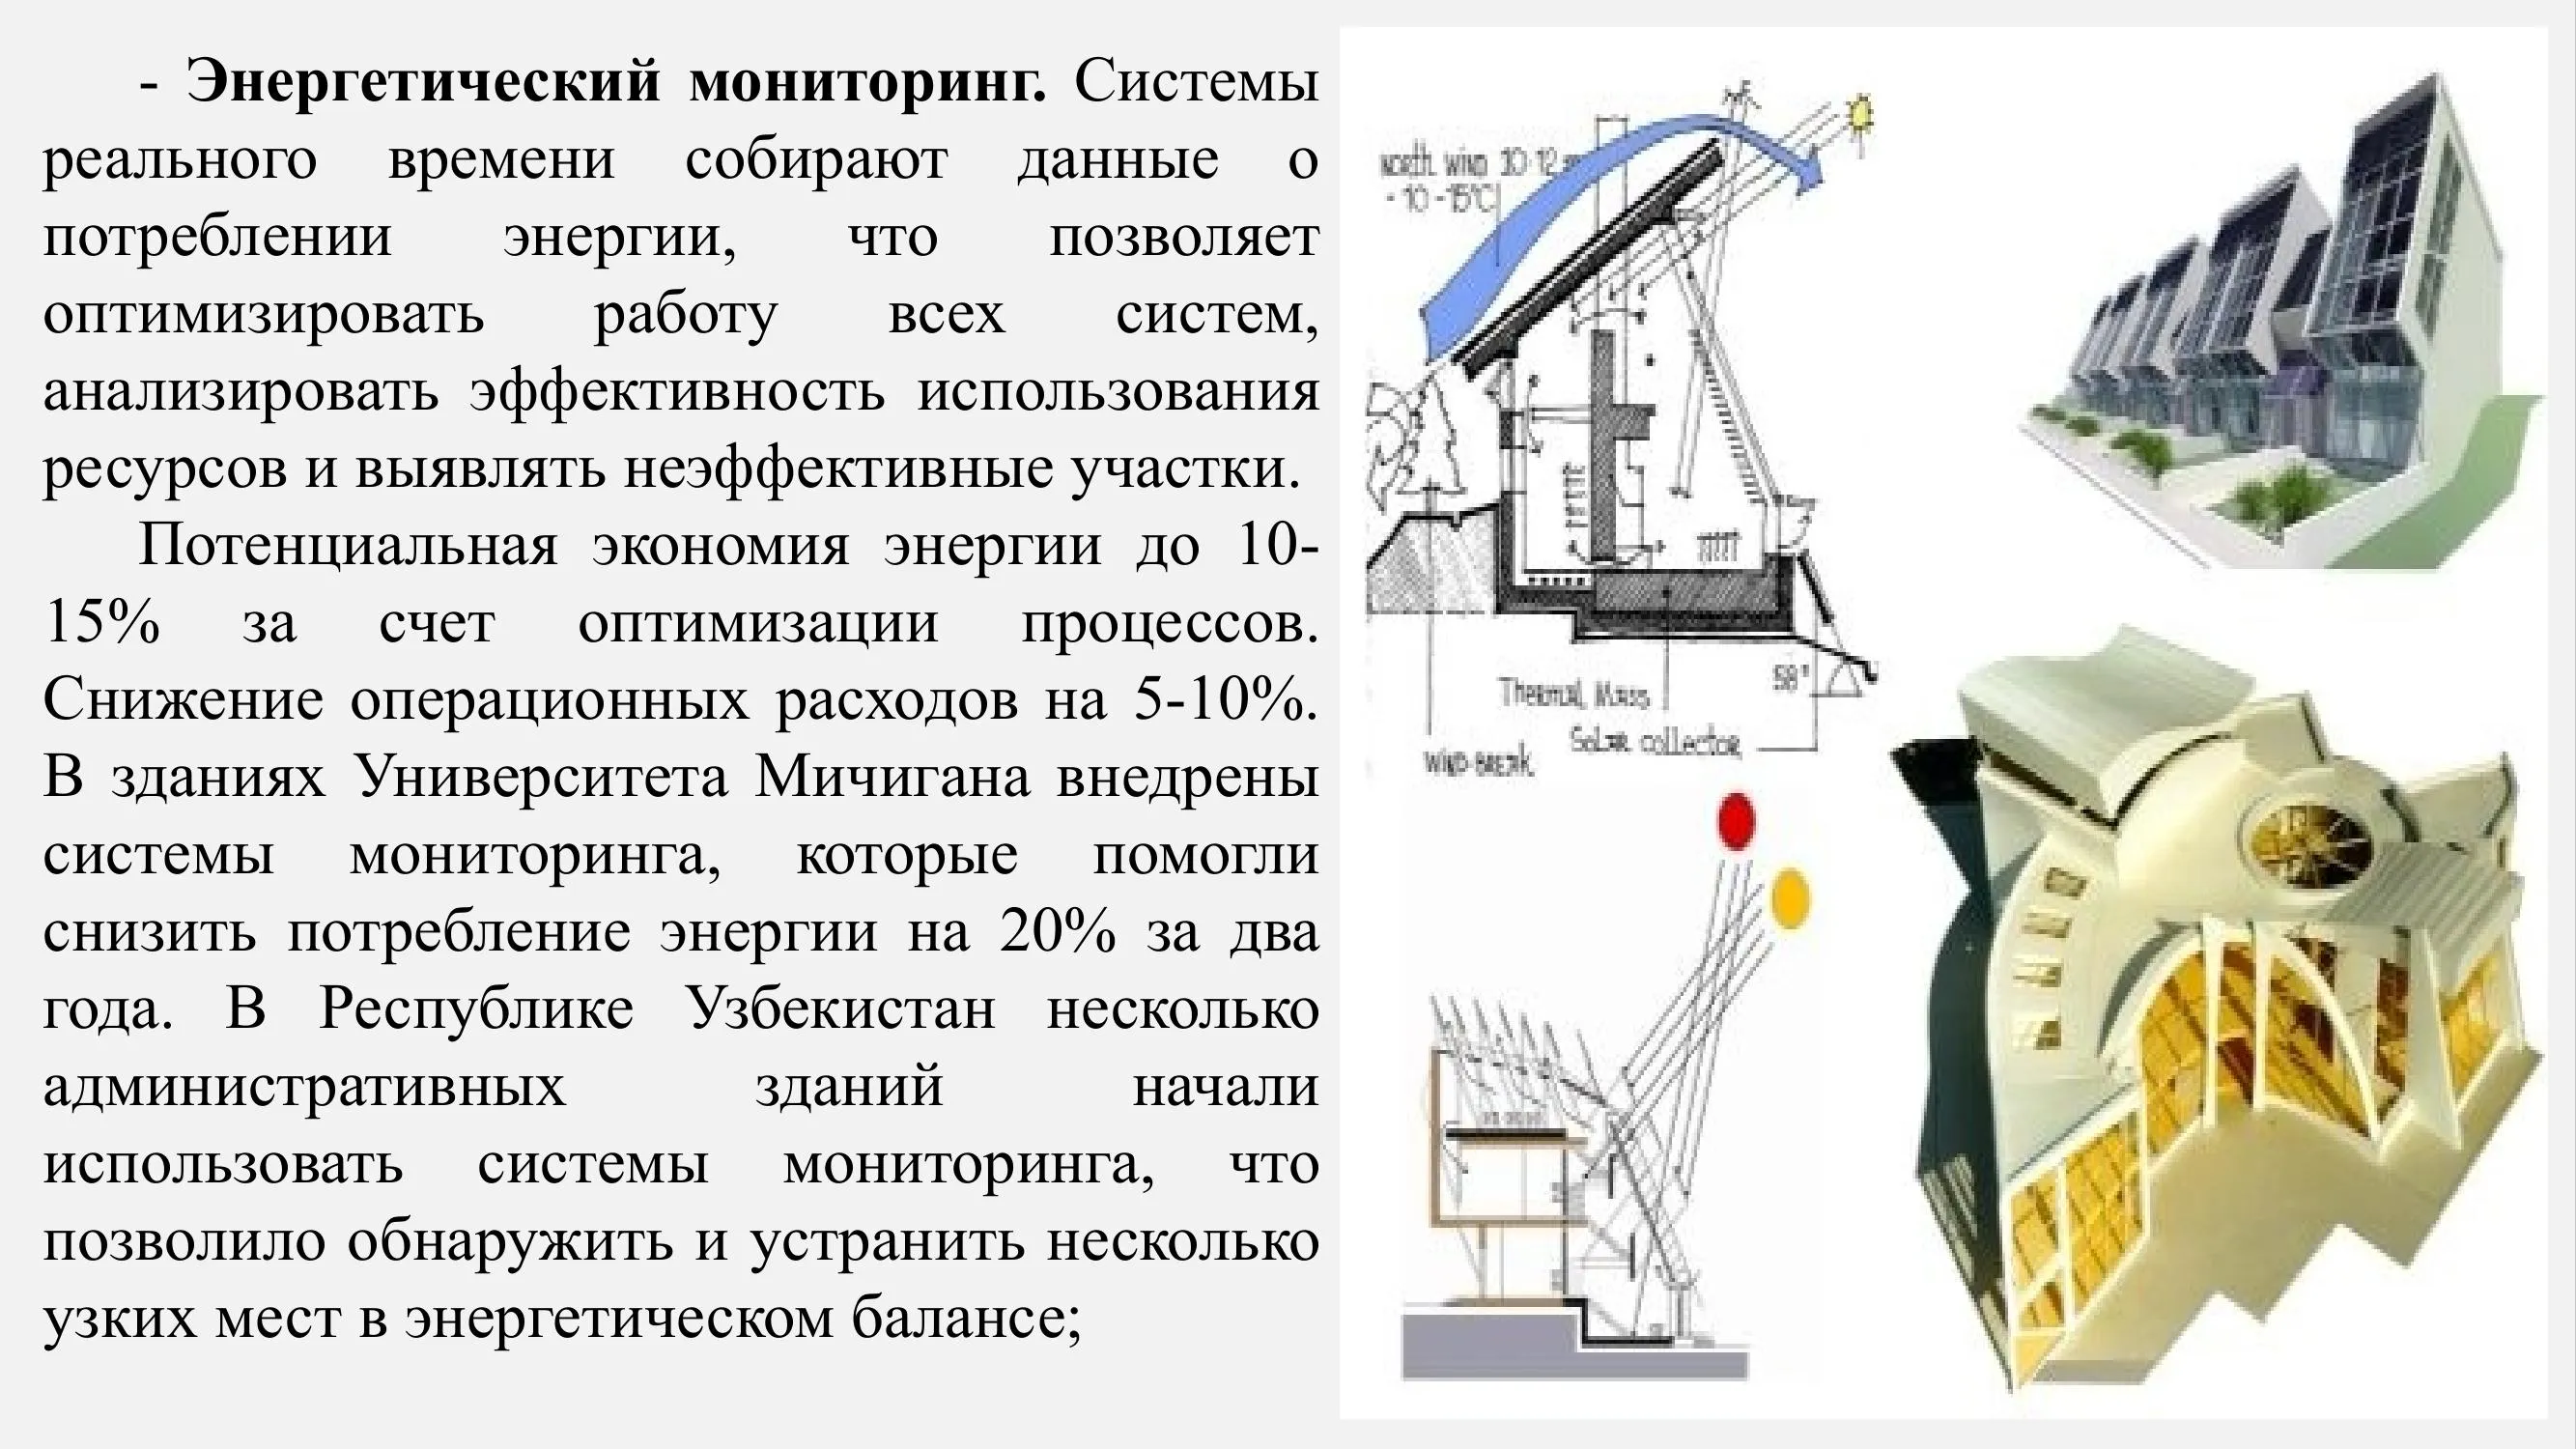 - Энергетический мониторинг. Системы
реального времени собирают данные о
потреблении энергии, что позволяет
оптимизировать работу всех систем,
анализировать эффективность использования
ресурсов и выявлять неэффективные участки.
Потенциальная экономия энергии до 10-
15% за счет оптимизации процессов.
Снижение операционных расходов на 5-10%.
В зданиях Университета Мичигана внедрены
системы мониторинга, которые помогли
снизить потребление энергии на 20% за два
года. В Республике Узбекистан несколько
административных зданий начали
использовать системы мониторинга, что
позволило обнаружить и устранить несколько
узких мест в энергетическом балансе;
North wind 10-12
-10-15°C
58°
Thermal Mass
Solar collector
Wind-break